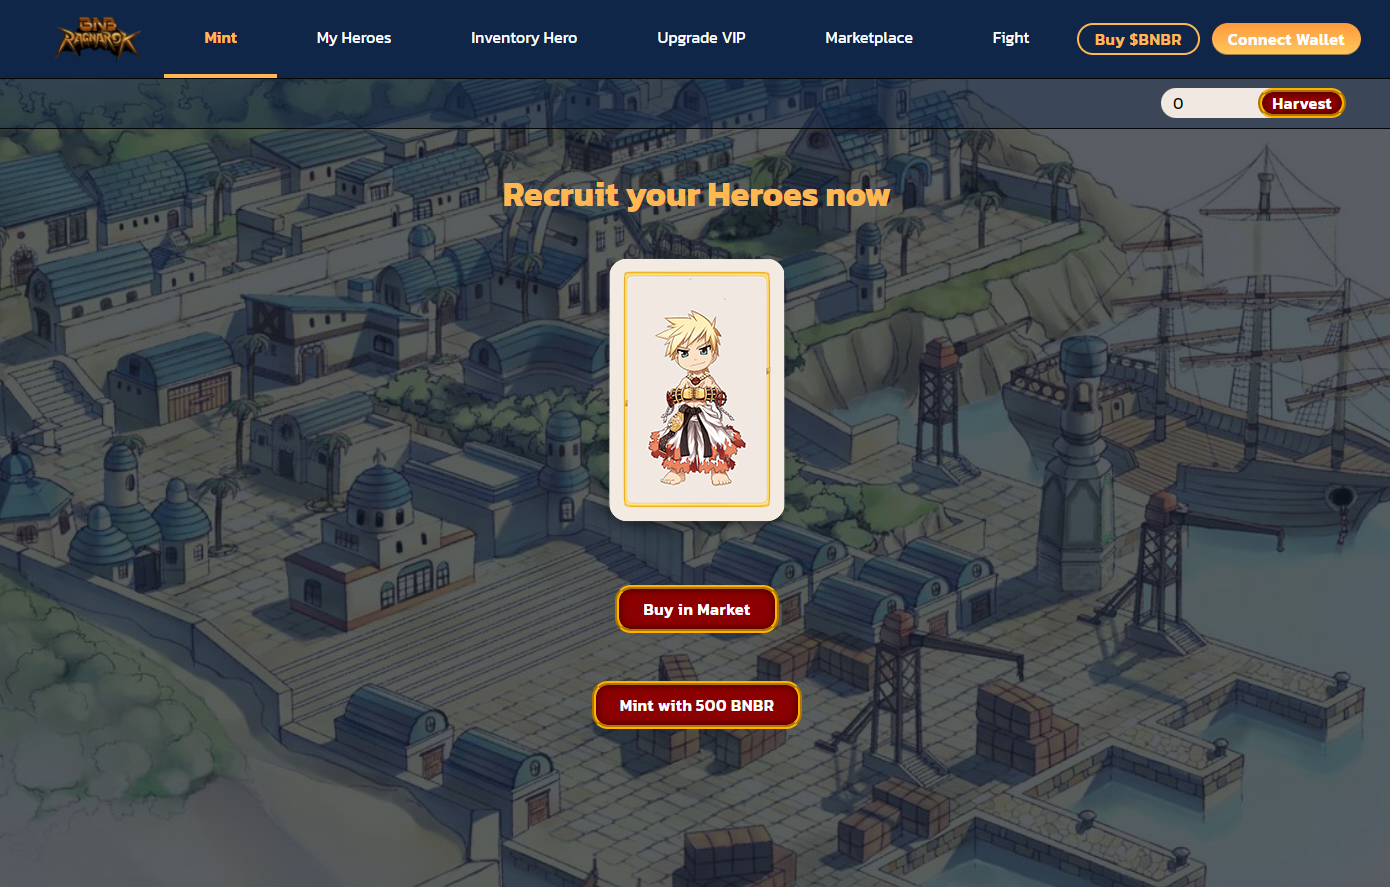 BNB
RAGNAROK
Mint
My Heroes
Inventory Hero
Upgrade VIP
Marketplace
Fight
Buy $BNBR
Connect Wallet
0
Harvest
Recruit your Heroes now
Buy in Market
Mint with 500 BNBR